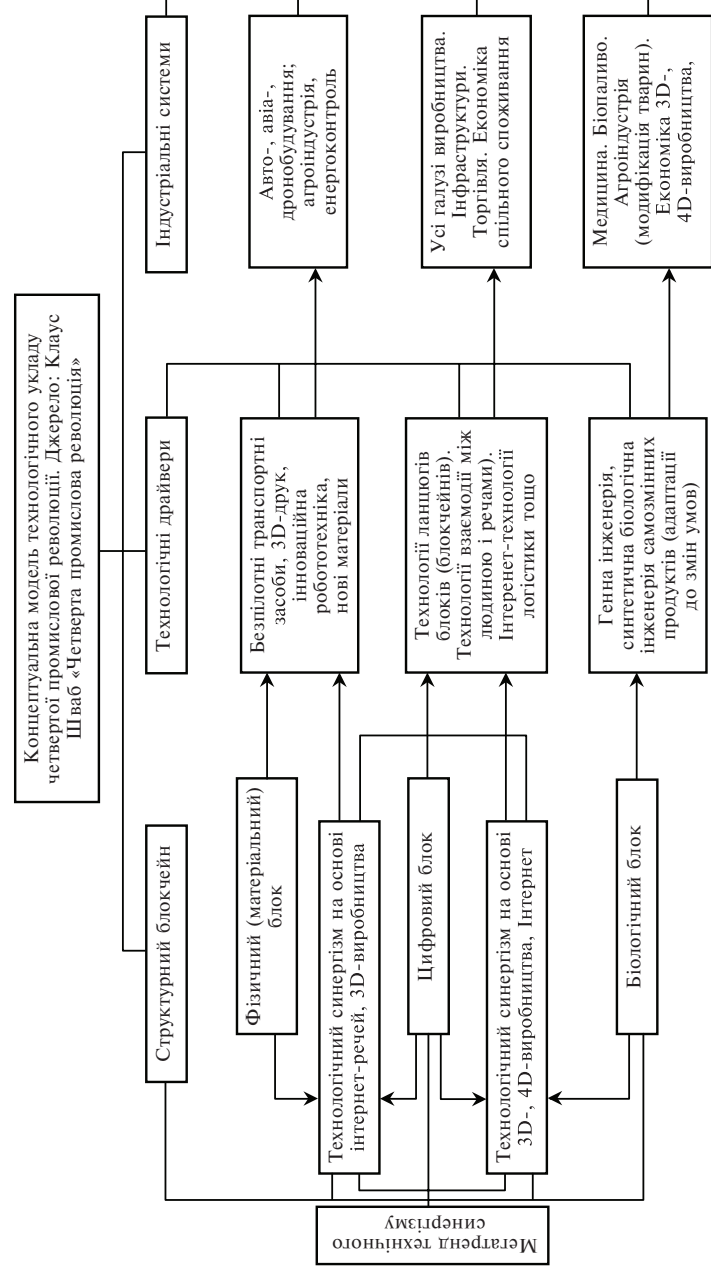 Концептуальна модель технологічного укладу
четвертої промислової революції. Джерело: Клаус
Шваб «Четверта промислова революція»
Структурний блокчейн
Технологічні драйвери
Індустріальні системи
Мегатренд технічного
синергізму
Фізичний (матеріальний)
блок
Безпілотні транспортні
засоби, 3D-друк,
інноваційна
робототехніка,
нові матеріали
Авто-, авіа-,
дронобудування;
агроіндустрія,
енергоконтроль
Технологічний синергізм на основі
інтернет-речей, 3D-виробництва
Цифровий блок
Технології ланцюгів
блоків (блокчейнів).
Технології взаємодії між
людиною і речами).
Інтеренет-технології
логістики тощо
Усі галузі виробництва.
Інфраструктури.
Торгівля. Економіка
спільного споживання
Технологічний синергізм на основі
3D-, 4D-виробництва, Інтернет
Біологічний блок
Генна інженерія,
синтетична біологічна
інженерія самозмінних
продуктів (адаптації
до змін умов)
Медицина. Біопаливо.
Агроіндустрія
(модифікація тварин).
Економіка 3D-,
4D-виробництва,